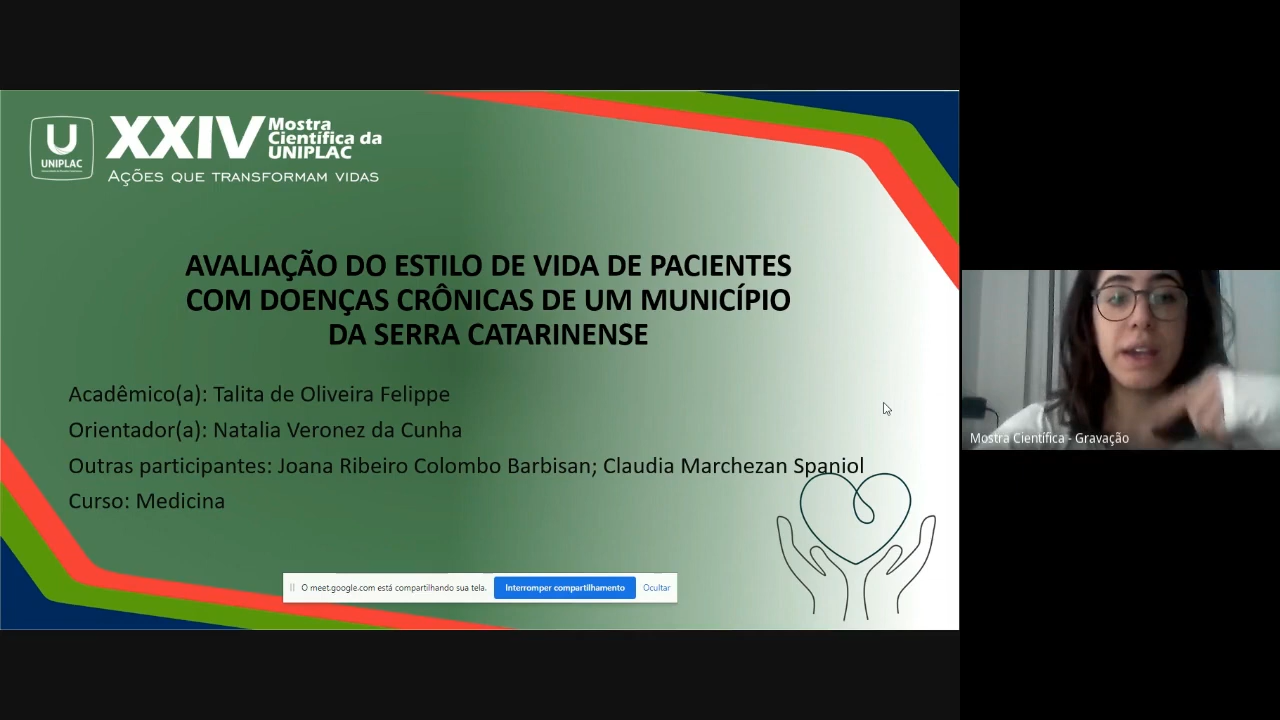 UNIPLAC
XXIV Mostra
Científica da
UNIPLAC
AÇÕES QUE TRANSFORMAM VIDAS
AVALIAÇÃO DO ESTILO DE VIDA DE PACIENTES
COM DOENÇAS CRÔNICAS DE UM MUNICÍPIO
DA SERRA CATARINENSE
Acadêmico(a): Talita de Oliveira Felippe
Orientador(a): Natalia Veronez da Cunha
Outras participantes: Joana Ribeiro Colombo Barbisan; Claudia Marchezan Spaniol
Curso: Medicina
O meet.google.com está compartilhando sua tela. Interromper compartilhamento Ocultar
Mostra Científica - Gravação